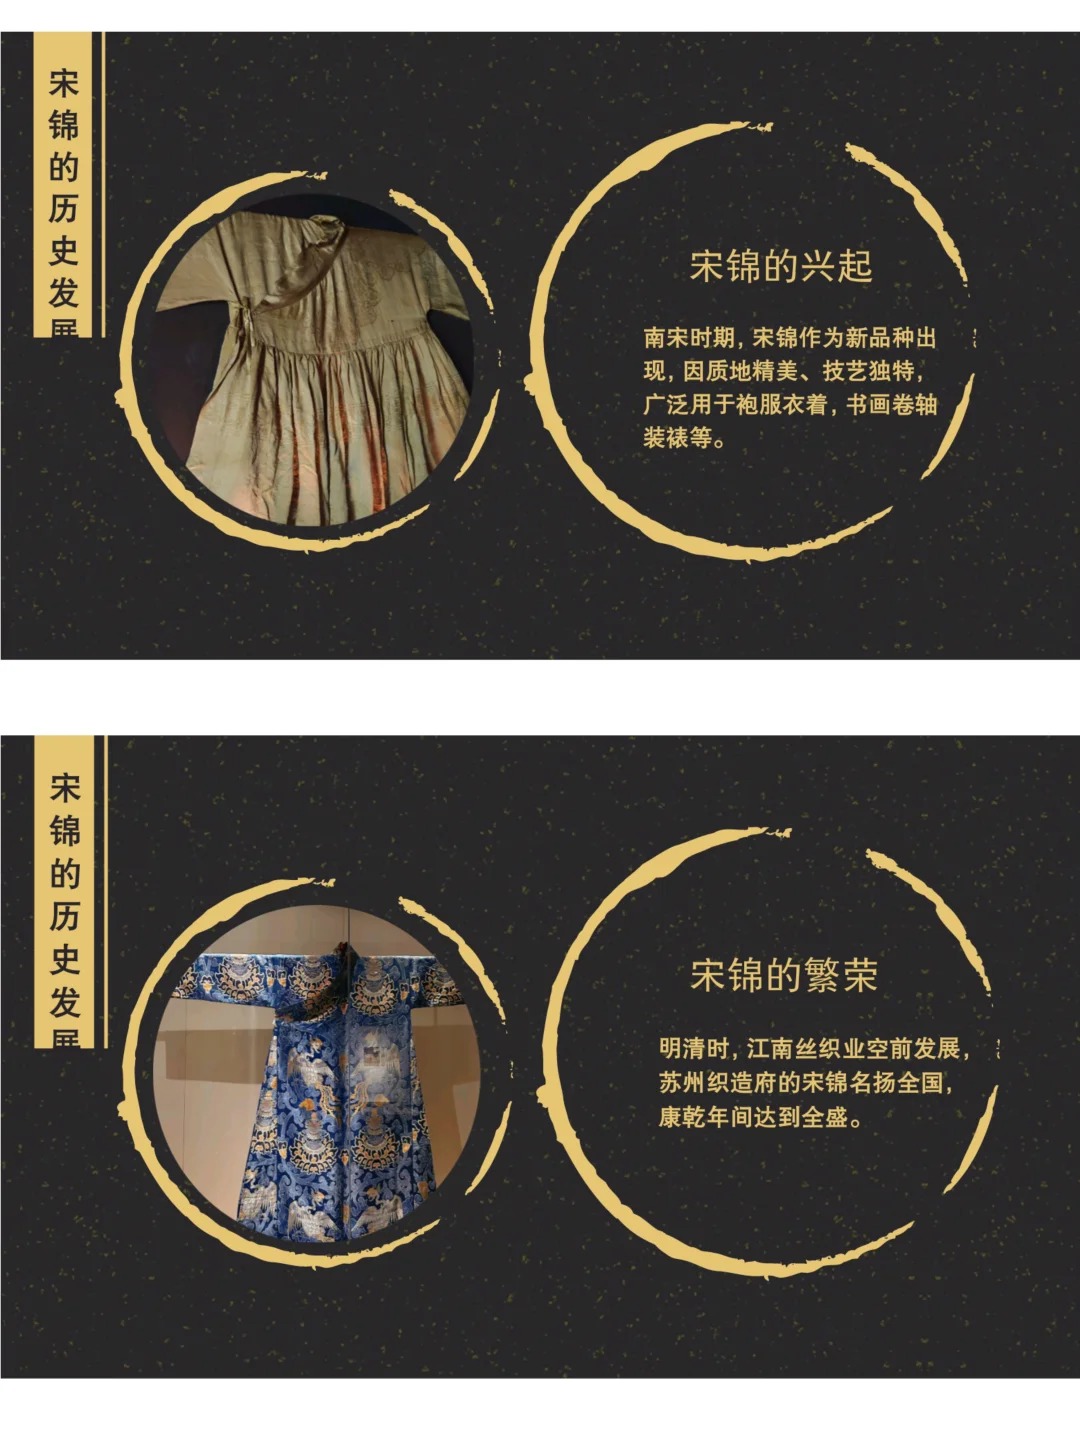 宋锦的历史发展
宋锦的兴起
南宋时期，宋锦作为新品种出
现，因质地精美、技艺独特，
广泛用于袍服衣着，书画卷轴
装裱等。
宋锦的历史发展
宋锦的繁荣
明清时，江南丝织业空前发展，
苏州织造府的宋锦名扬全国，
康乾年间达到全盛。